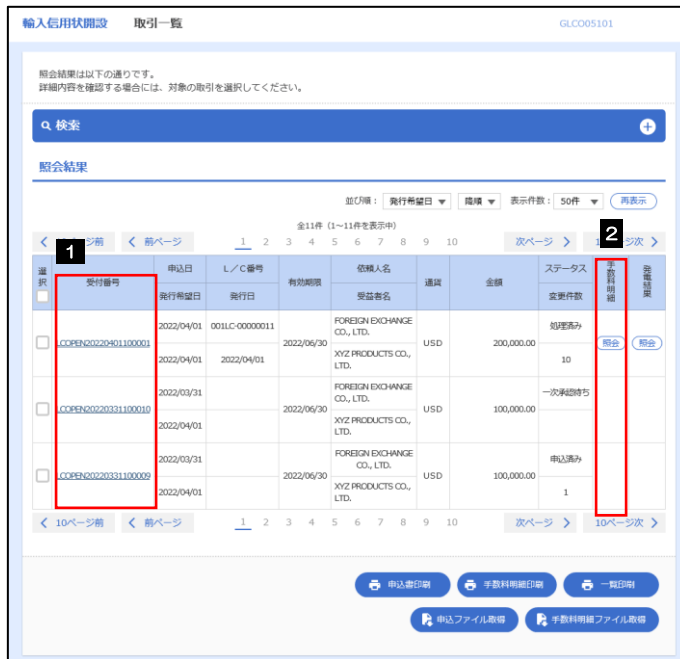 輸入信用状開設 取引一覧 GLCO05101
照会結果は以下の通りです。
詳細内容を確認する場合には、対象の取引を選択してください。
検索
照会結果
並び順： 発行希望日 降順 表示件数： 50件 再表示
全11件（1～11件を表示中）
ページ前 前ページ 1 2 3 4 5 6 7 8 9 10 次ページ 1 ジ次
1
2
選択 受付番号 申込日 L／C番号 有効期限 依頼人名 通貨 金額 ステータス 手数料明細 発電結果
発行希望日 発行日 受益者名 変更件数
2022/04/01 001LC-00000011 FOREIGN EXCHANGE CO., LTD. 処理済み
LCOPEN20220401100001 2022/06/30 USD 200,000.00 照会 照会
2022/04/01 2022/04/01 XYZ PRODUCTS CO., LTD. 10
2022/03/31 FOREIGN EXCHANGE CO., LTD. 一次承認待ち
LCOPEN20220331100010 2022/06/30 USD 100,000.00
2022/04/01 XYZ PRODUCTS CO., LTD.
2022/03/31 FOREIGN EXCHANGE CO., LTD. 申込済み
LCOPEN20220331100009 2022/06/30 USD 100,000.00
2022/04/01 XYZ PRODUCTS CO., LTD. 1
10ページ前 前ページ 1 2 3 4 5 6 7 8 9 10 次ページ 10ページ次
申込書印刷 手数料明細印刷 一覧印刷
申込ファイル取得 手数料明細ファイル取得